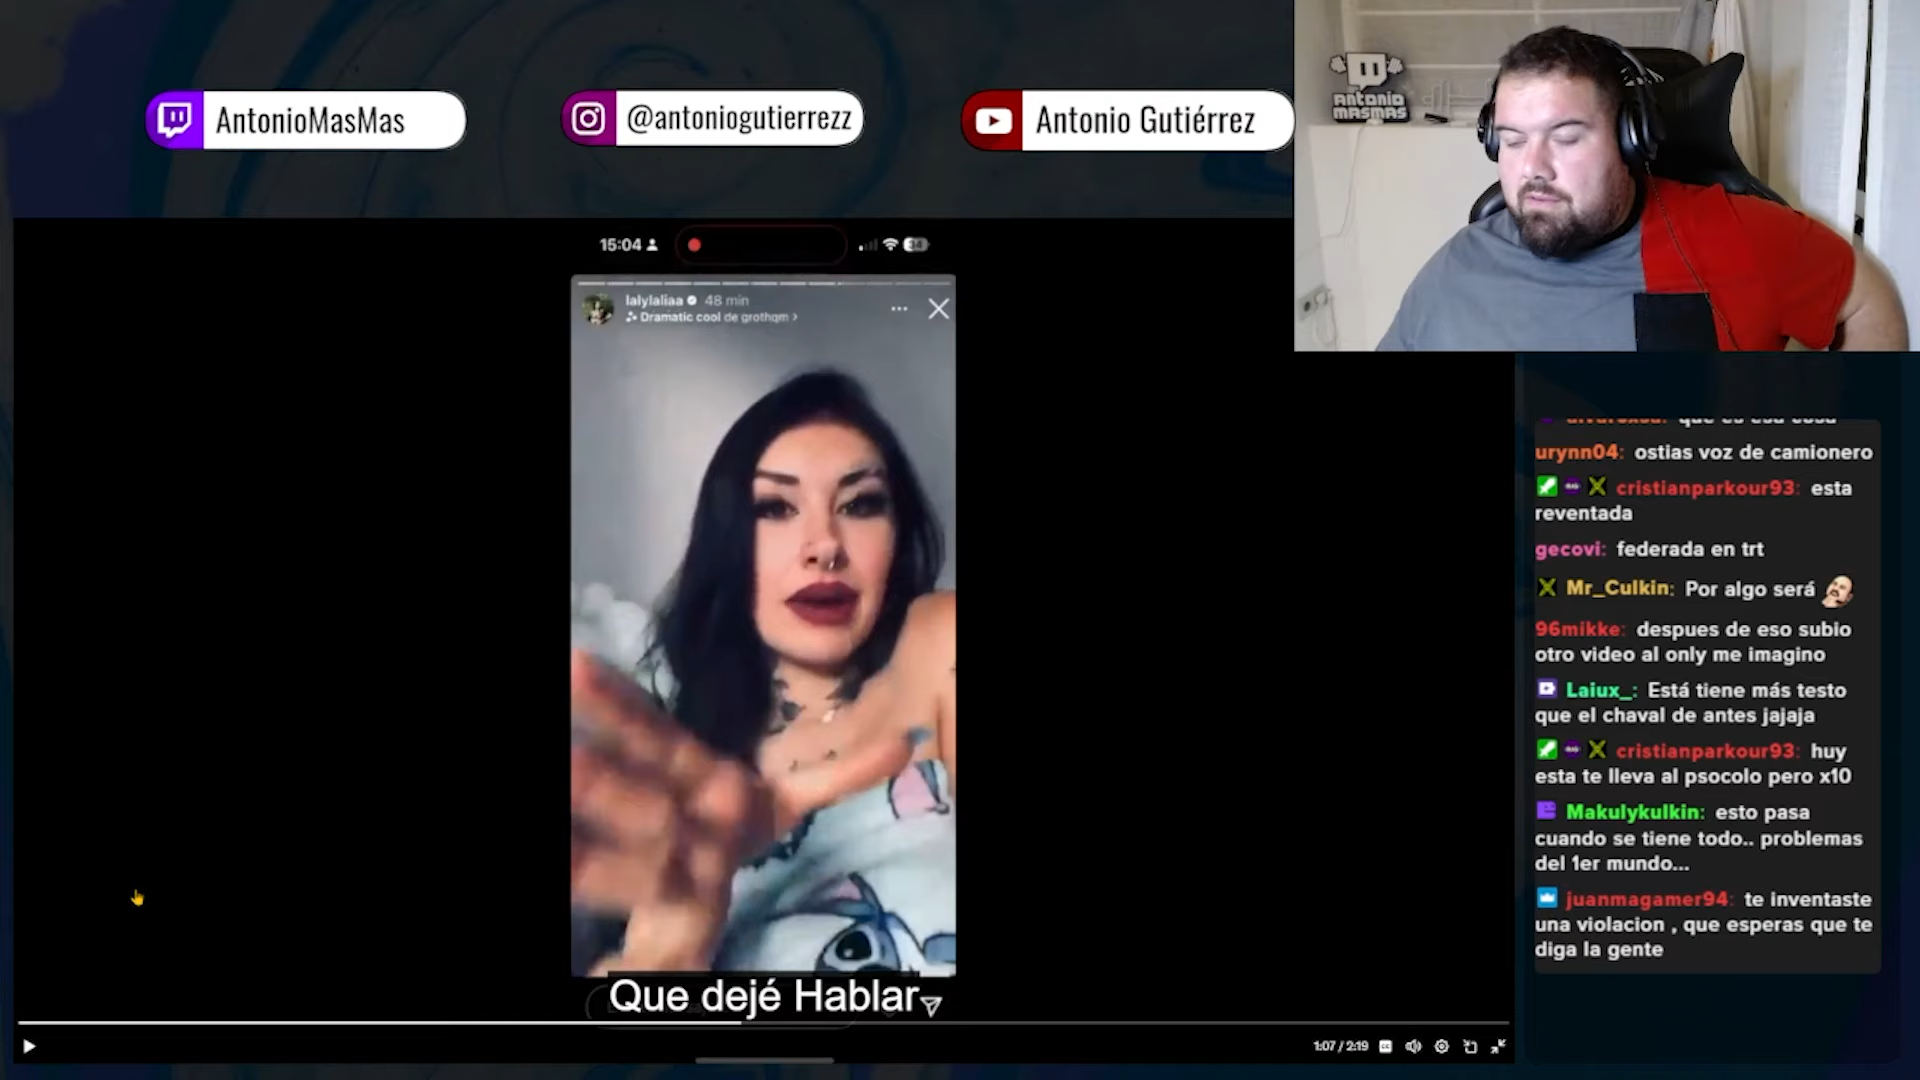 AntonioMasMas
@antoniogutierrezz
Antonio Gutiérrez
antonio
masmas
15:04
34
lalylaliaa 48 min
Dramatic cool de grothqm >
Que dejé Hablar
1:07 / 2:19
urynn04: ostias voz de camionero
cristianparkour93: esta
reventada
gecovi: federada en trt
Mr_Culkin: Por algo será
96mikke: despues de eso subio
otro video al only me imagino
Laiux_: Está tiene más testo
que el chaval de antes jajaja
cristianparkour93: huy
esta te lleva al psocolo pero x10
Makulykulkin: esto pasa
cuando se tiene todo.. problemas
del 1er mundo...
juanmagamer94: te inventaste
una violacion , que esperas que te
diga la gente